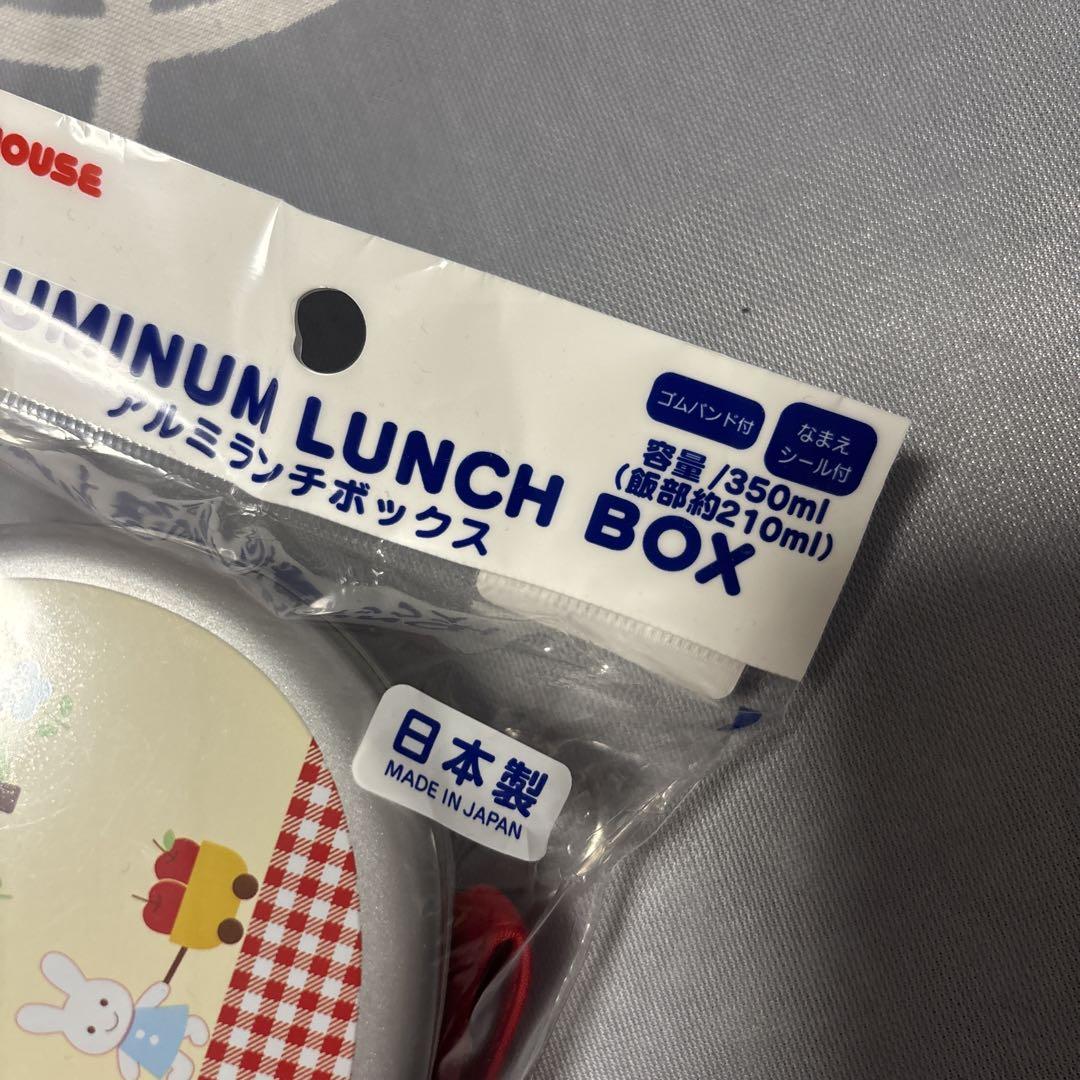 OUSE
UMINUM LUNCH BOX
アルミランチボックス
ゴムバンド付
なまえ
シール付
容量/350ml
(飯部約210ml)
日本製
MADE IN JAPAN